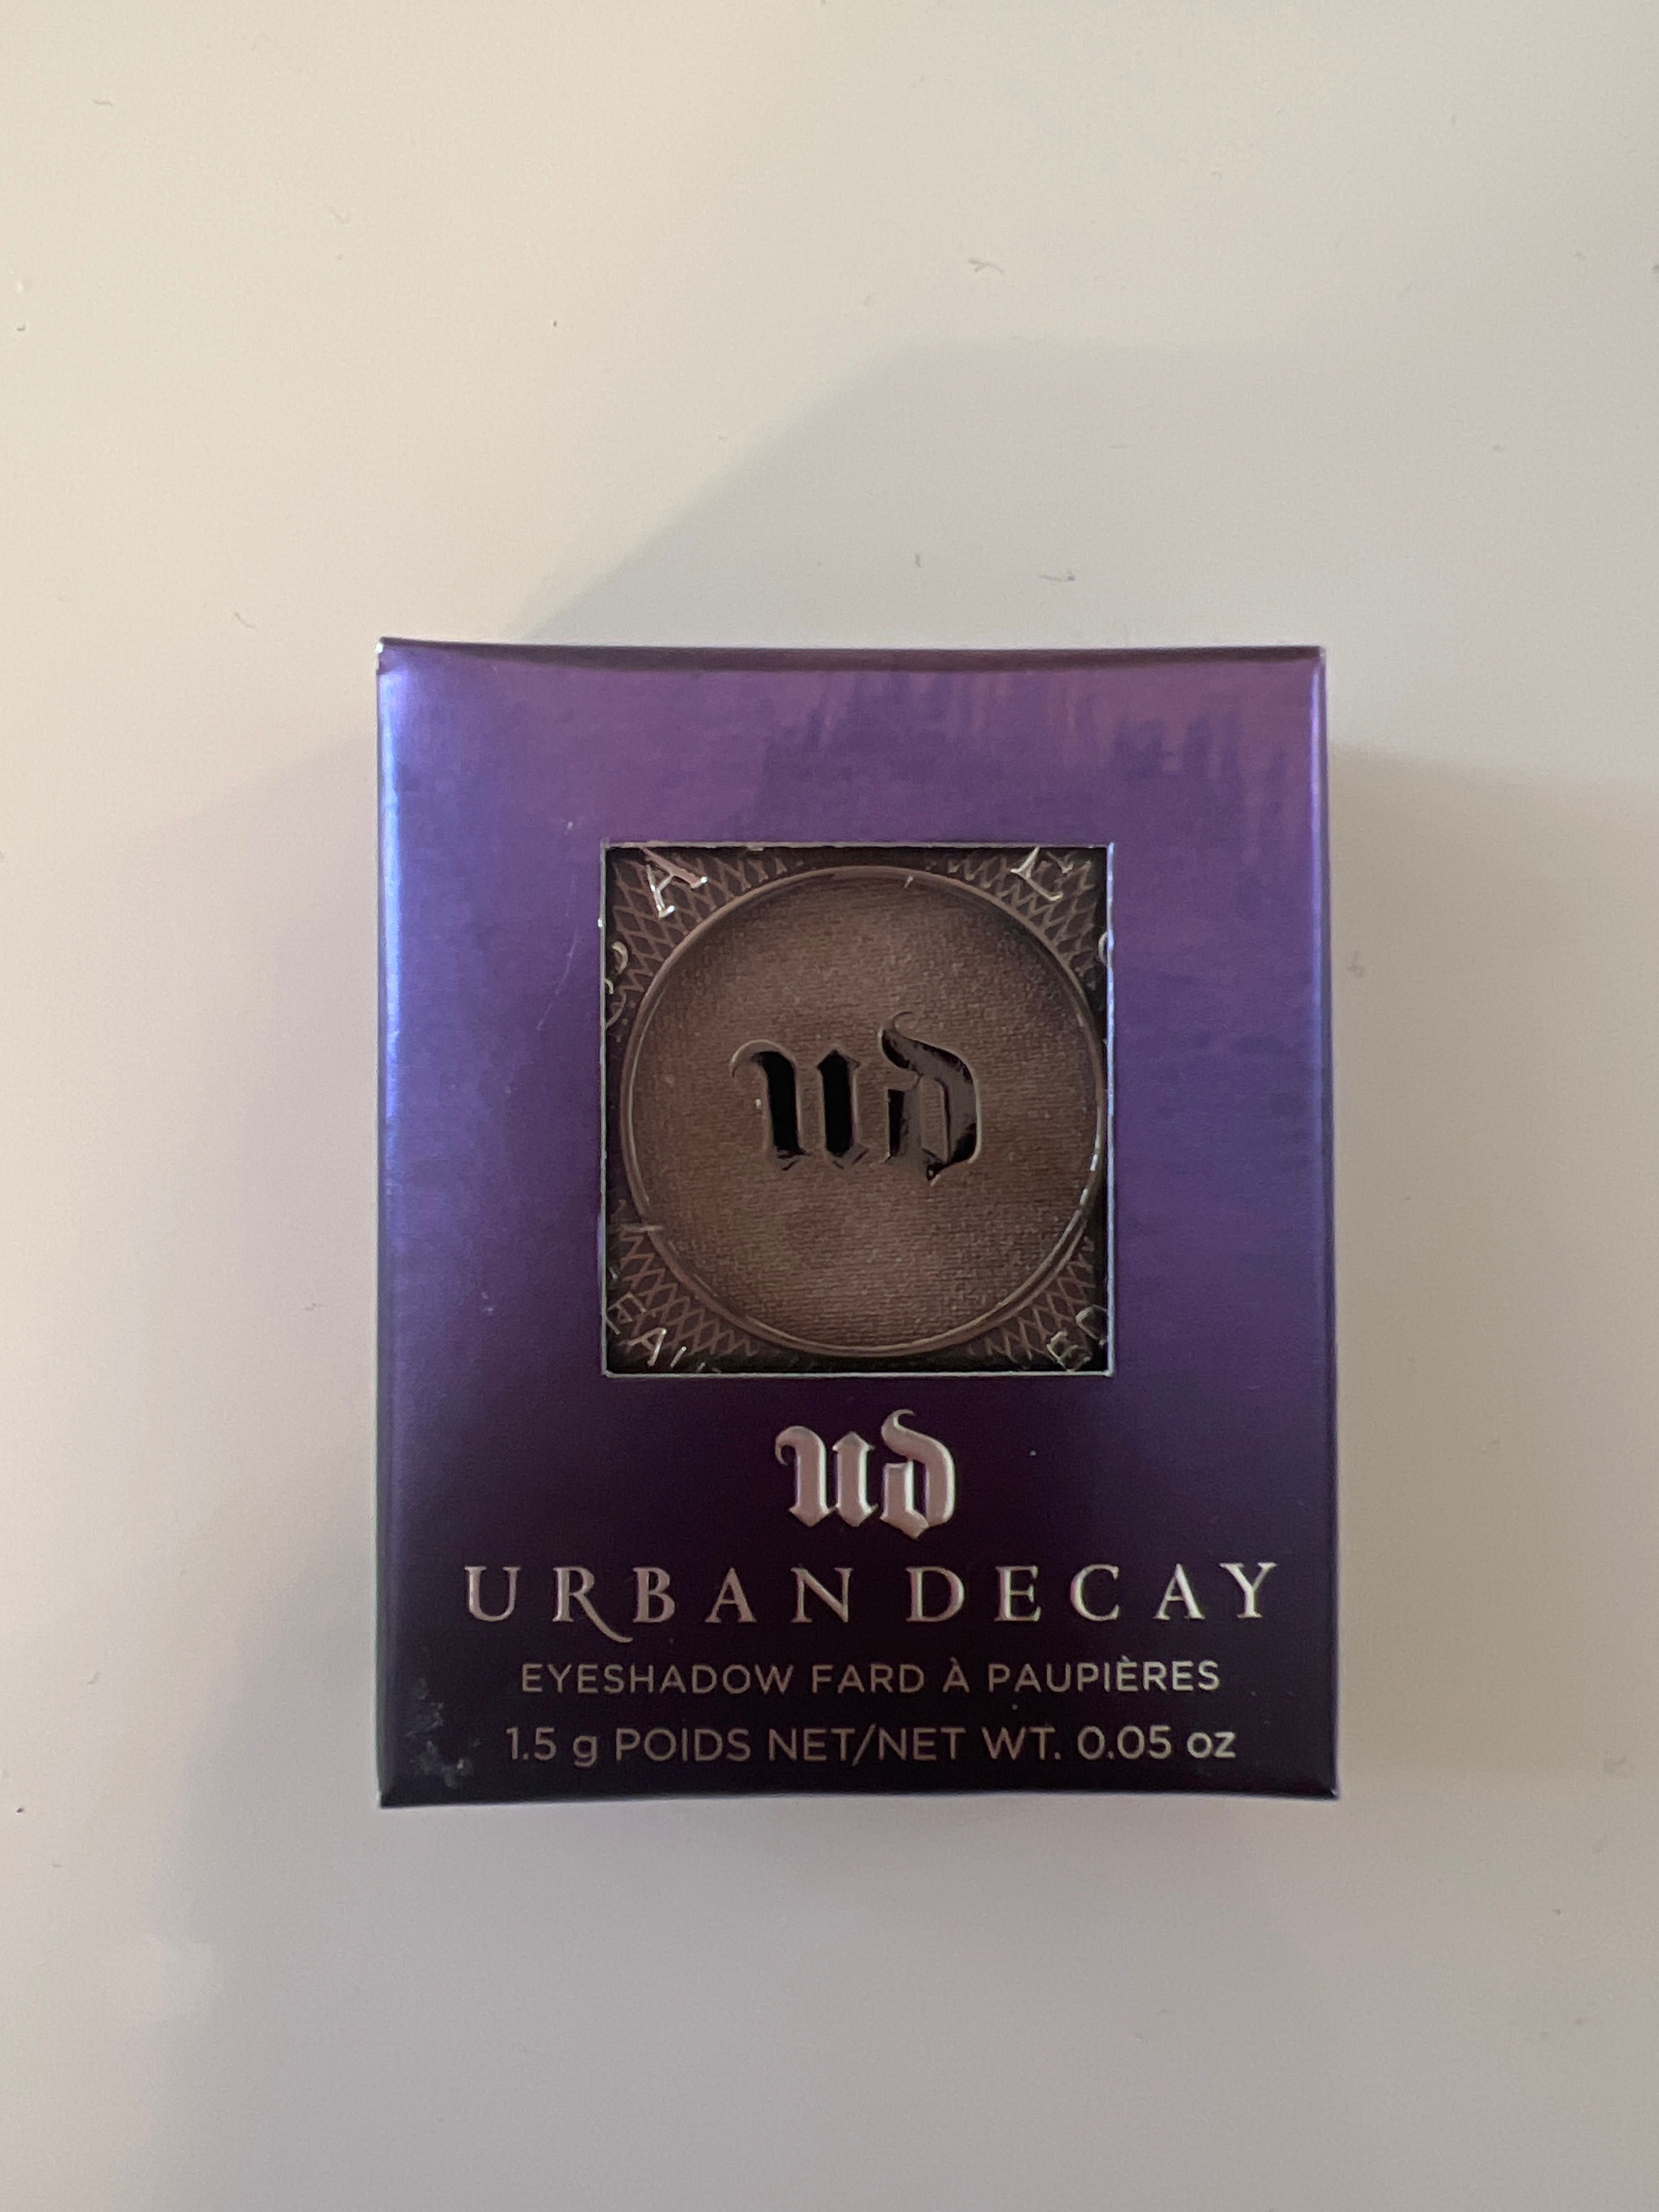 ud
ud
URBAN DECAY
EYESHADOW FARD À PAUPIÈRES
1.5 g POIDS NET/NET WT. 0.05 oz